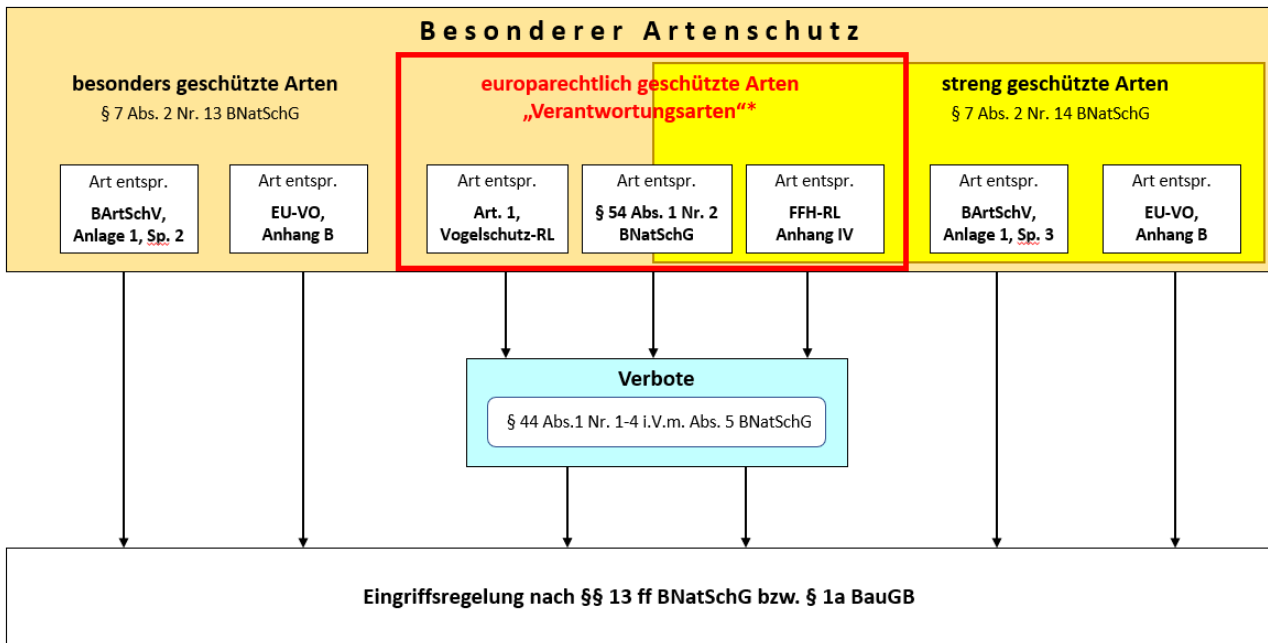 Besonderer Artenschutz
besonders geschützte Arten
§ 7 Abs. 2 Nr. 13 BNatSchG
europarechtlich geschützte Arten
„Verantwortungsarten“*
streng geschützte Arten
§ 7 Abs. 2 Nr. 14 BNatSchG
Art entspr.
BArtSchV,
Anlage 1, Sp. 2
Art entspr.
EU-VO,
Anhang B
Art entspr.
Art. 1,
Vogelschutz-RL
Art entspr.
§ 54 Abs. 1 Nr. 2
BNatSchG
Art entspr.
FFH-RL
Anhang IV
Art entspr.
BArtSchV,
Anlage 1, Sp. 3
Art entspr.
EU-VO,
Anhang B
Verbote
§ 44 Abs.1 Nr. 1-4 i.V.m. Abs. 5 BNatSchG
Eingriffsregelung nach §§ 13 ff BNatSchG bzw. § 1a BauGB